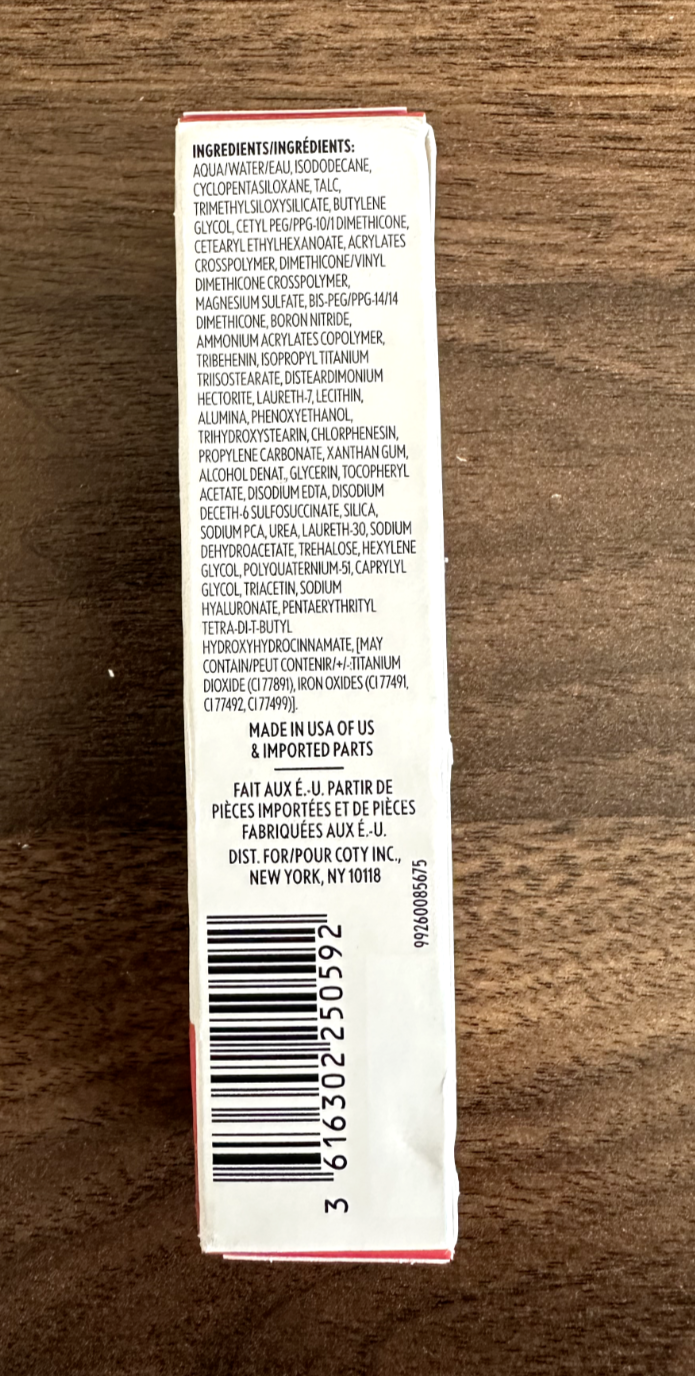 INGREDIENTS/INGRÉDIENTS:
AQUA/WATER/EAU, ISODODECANE,
CYCLOPENTASILOXANE, TALC,
TRIMETHYLSILOXYSILICATE, BUTYLENE
GLYCOL, CETYL PEG/PPG-10/1 DIMETHICONE,
CETEARYL ETHYLHEXANOATE, ACRYLATES
CROSSPOLYMER, DIMETHICONE/VINYL
DIMETHICONE CROSSPOLYMER,
MAGNESIUM SULFATE, BIS-PEG/PPG-14/14
DIMETHICONE, BORON NITRIDE,
AMMONIUM ACRYLATES COPOLYMER,
TRIBEHENIN, ISOPROPYL TITANIUM
TRIISOSTEARATE, DISTEARDIMONIUM
HECTORITE, LAURETH-7, LECITHIN,
ALUMINA, PHENOXYETHANOL,
TRIHYDROXYSTEARIN, CHLORPHENESIN,
PROPYLENE CARBONATE, XANTHAN GUM,
ALCOHOL DENAT., GLYCERIN, TOCOPHERYL
ACETATE, DISODIUM EDTA, DISODIUM
DECETH-6 SULFOSUCCINATE, SILICA,
SODIUM PCA, UREA, LAURETH-30, SODIUM
DEHYDROACETATE, TREHALOSE, HEXYLENE
GLYCOL, POLYQUATERNIUM-51, CAPRYLYL
GLYCOL, TRIACETIN, SODIUM
HYALURONATE, PENTAERYTHRITYL
TETRA-DI-T-BUTYL
HYDROXYHYDROCINNAMATE, [MAY
CONTAIN/PEUT CONTENIR/+/-:TITANIUM
DIOXIDE (CI 77891), IRON OXIDES (CI 77491,
CI 77492, CI 77499)].
MADE IN USA OF US
& IMPORTED PARTS
FAIT AUX É.-U. PARTIR DE
PIÈCES IMPORTÉES ET DE PIÈCES
FABRIQUÉES AUX É.-U.
DIST. FOR/POUR COTY INC.,
NEW YORK, NY 10118
99260085675
3 616302 250592